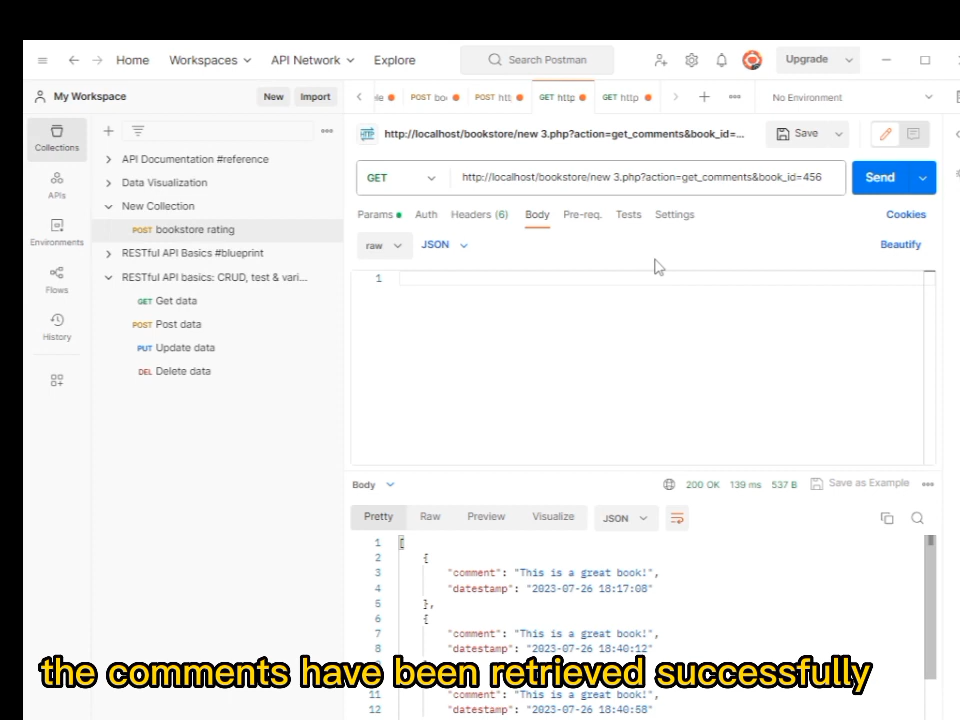 Home Workspaces API Network Explore Search Postman Upgrade
My Workspace New Import POST POST GET http GET http No Environment
Collections
APIs
Environments
Flows
History
API Documentation #reference
Data Visualization
New Collection
POST bookstore rating
RESTful API Basics #blueprint
RESTful API basics: CRUD, test & vari...
GET Get data
POST Post data
PUT Update data
DEL Delete data
http://localhost/bookstore/new 3.php?action=get_comments&book_id=... Save
GET http://localhost/bookstore/new 3.php?action=get_comments&book_id=456 Send
Params Auth Headers (6) Body Pre-req. Tests Settings Cookies
raw JSON Beautify
1
Body 200 OK 139 ms 537 B Save as Example
Pretty Raw Preview Visualize JSON
1 [
2 {
3 "comment": "This is a great book!",
4 "datestamp": "2023-07-26 18:17:08"
5 },
6 {
7 "comment": "This is a great book!",
8 "datestamp": "2023-07-26 18:40:12"
the comments have been retrieved successfully
11 "comment": "This is a great book!",
12 "datestamp": "2023-07-26 18:40:58"